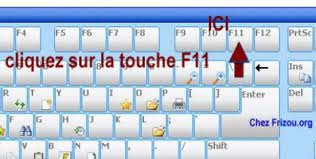 ICI
F4 F5 F6 F7 F8 F9 F11 F12 PrtSc
cliquez sur la touche F11
← Ins
R T Y U I O P [ ] Enter Del
F G H J K L ; '
Chez Frizou.org
V B N M , . / Shift